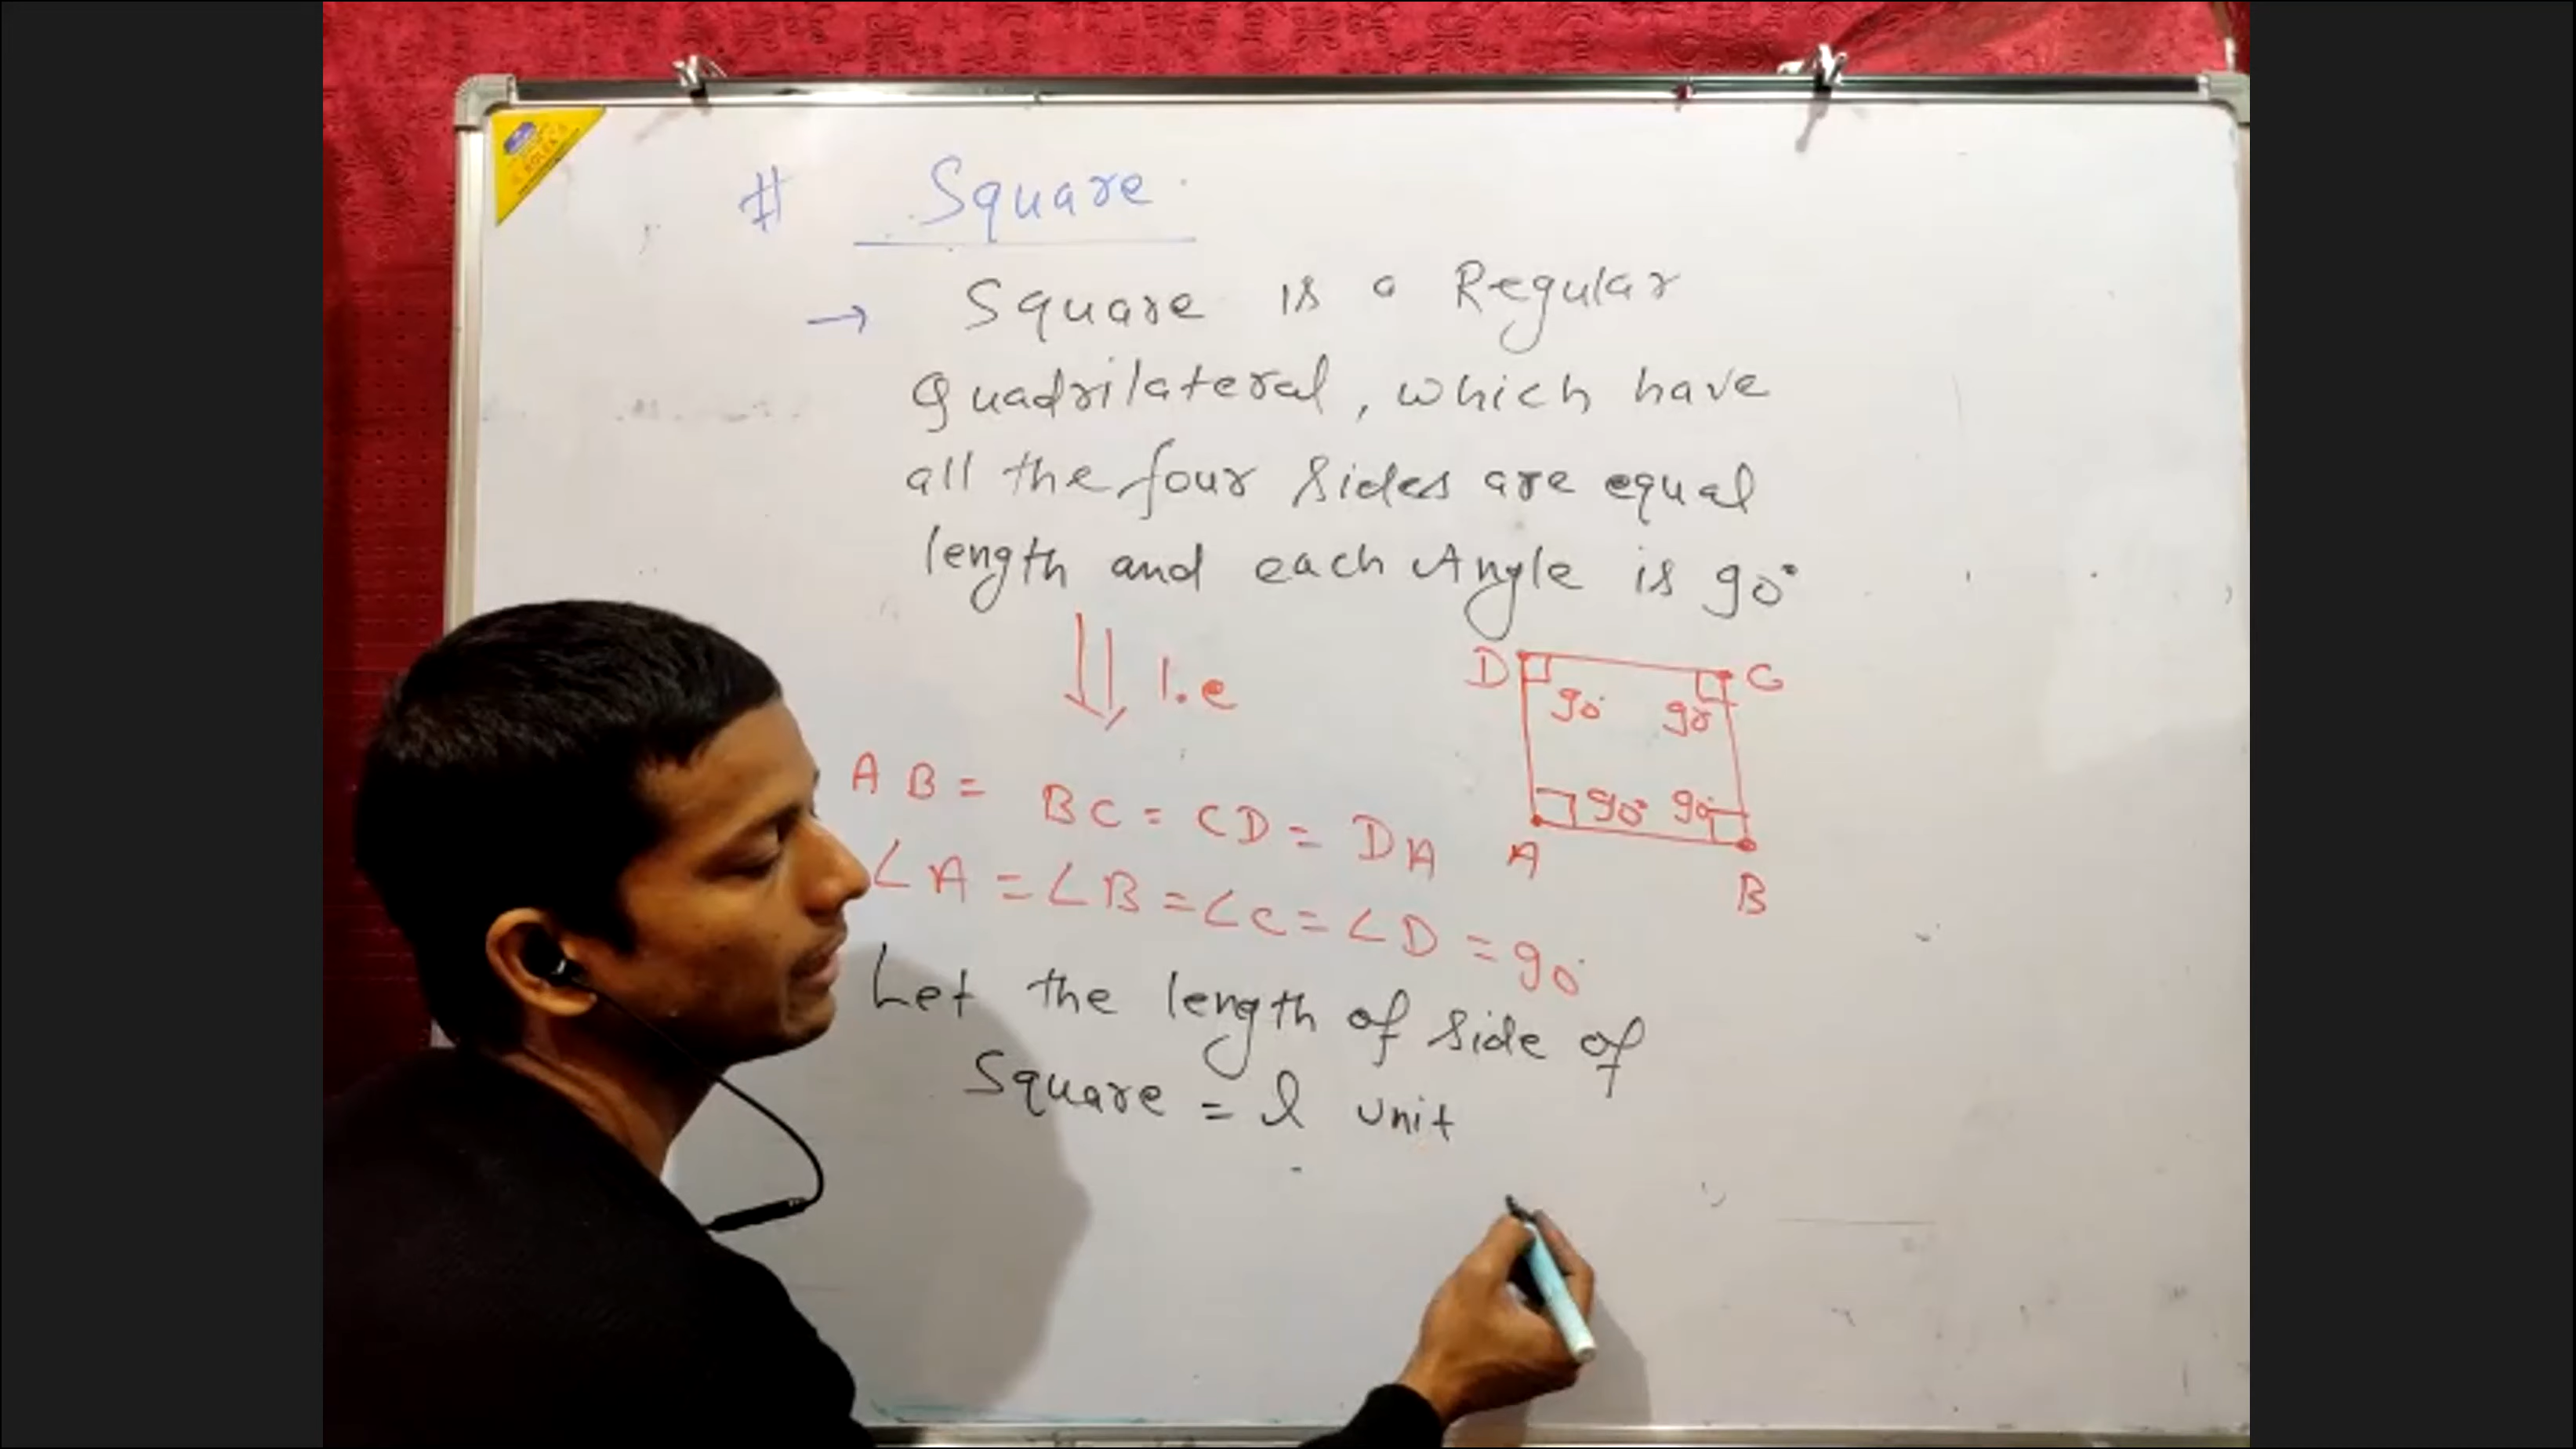 # Square
→ Square is a Regular
Quadrilateral, which have
all the four sides are equal
length and each Angle is 90°
I.e
D C
90° 90°
90° 90°
A B
AB = BC = CD = DA
∠A = ∠B = ∠C = ∠D = 90°
Let the length of side of
Square = l unit